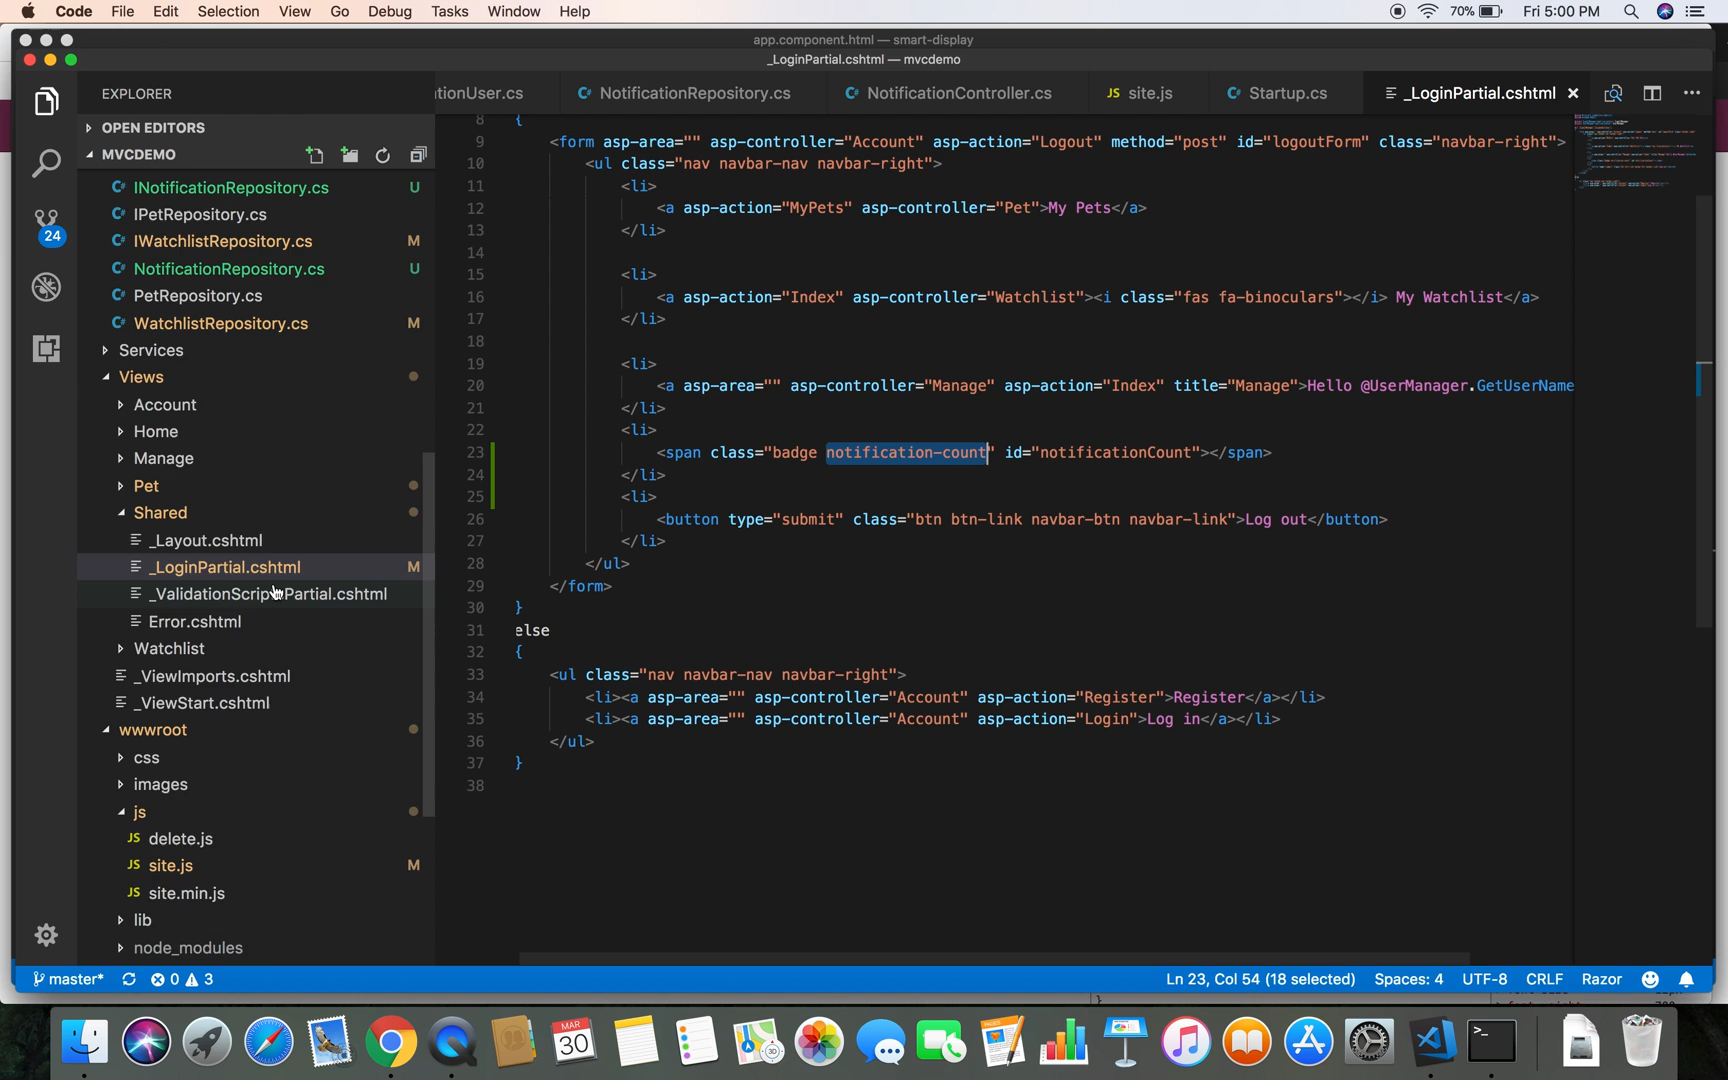 Code File Edit Selection View Go Debug Tasks Window Help 70% Fri 5:00 PM
app.component.html — smart-display
_LoginPartial.cshtml — mvcdemo
EXPLORER
tionUser.cs NotificationRepository.cs NotificationController.cs JS site.js Startup.cs _LoginPartial.cshtml
OPEN EDITORS
MVCDEMO
INotificationRepository.cs U
IPetRepository.cs
IWatchlistRepository.cs M
NotificationRepository.cs U
PetRepository.cs
WatchlistRepository.cs M
Services
Views
Account
Home
Manage
Pet
Shared
_Layout.cshtml
_LoginPartial.cshtml M
Error.cshtml
Watchlist
_ViewImports.cshtml
_ViewStart.cshtml
wwwroot
css
images
js
JS delete.js
JS site.js M
JS site.min.js
lib
node_modules
24
8 {
9 <form asp-area="" asp-controller="Account" asp-action="Logout" method="post" id="logoutForm" class="navbar-right">
10 <ul class="nav navbar-nav navbar-right">
11 <li>
12 <a asp-action="MyPets" asp-controller="Pet">My Pets</a>
13 </li>
14
15 <li>
16 <a asp-action="Index" asp-controller="Watchlist"><i class="fas fa-binoculars"></i> My Watchlist</a>
17 </li>
18
19 <li>
20 <a asp-area="" asp-controller="Manage" asp-action="Index" title="Manage">Hello @UserManager.GetUserName
21 </li>
22 <li>
23 <span class="badge notification-count" id="notificationCount"></span>
24 </li>
25 <li>
26 <button type="submit" class="btn btn-link navbar-btn navbar-link">Log out</button>
27 </li>
28 </ul>
29 </form>
30 }
31 else
32 {
33 <ul class="nav navbar-nav navbar-right">
34 <li><a asp-area="" asp-controller="Account" asp-action="Register">Register</a></li>
35 <li><a asp-area="" asp-controller="Account" asp-action="Login">Log in</a></li>
36 </ul>
37 }
38
master* 0 3 Ln 23, Col 54 (18 selected) Spaces: 4 UTF-8 CRLF Razor
MAR
30